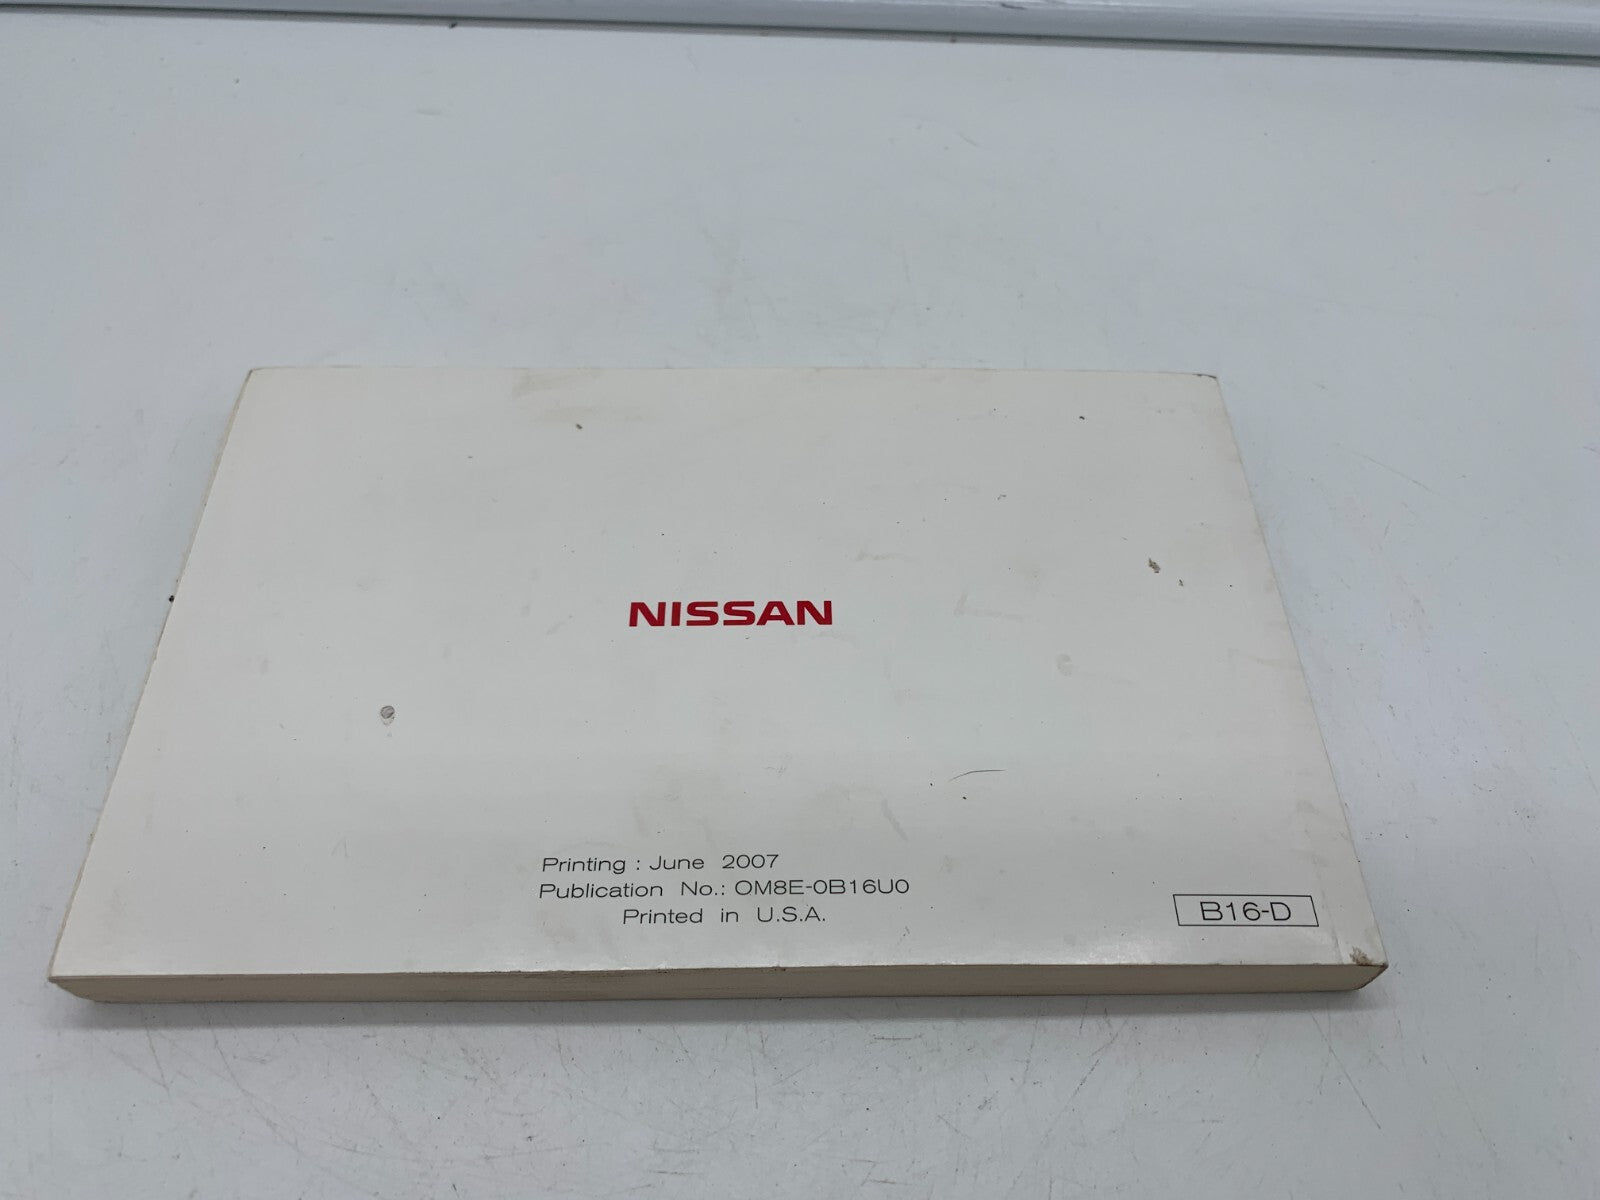 NISSAN
Printing : June 2007
Publication No.: OM8E-0B16U0
Printed in U.S.A.
B16-D